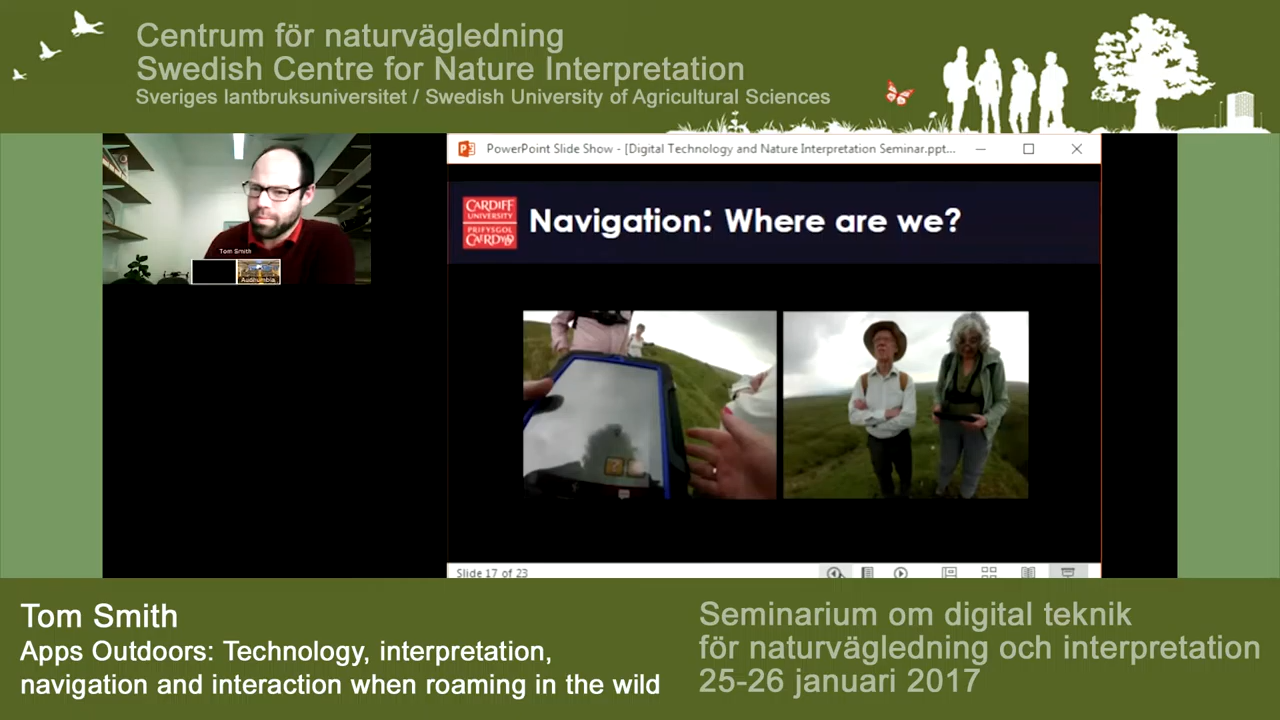 Centrum för naturvägledning
Swedish Centre for Nature Interpretation
Sveriges lantbruksuniversitet / Swedish University of Agricultural Sciences
Tom Smith
PowerPoint Slide Show - [Digital Technology and Nature Interpretation Seminar.ppt...
CARDIFF
UNIVERSITY
PRIFYSGOL
CAERDYDD
Navigation: Where are we?
Slide 17 of 23
Tom Smith
Apps Outdoors: Technology, interpretation,
navigation and interaction when roaming in the wild
Seminarium om digital teknik
för naturvägledning och interpretation
25-26 januari 2017